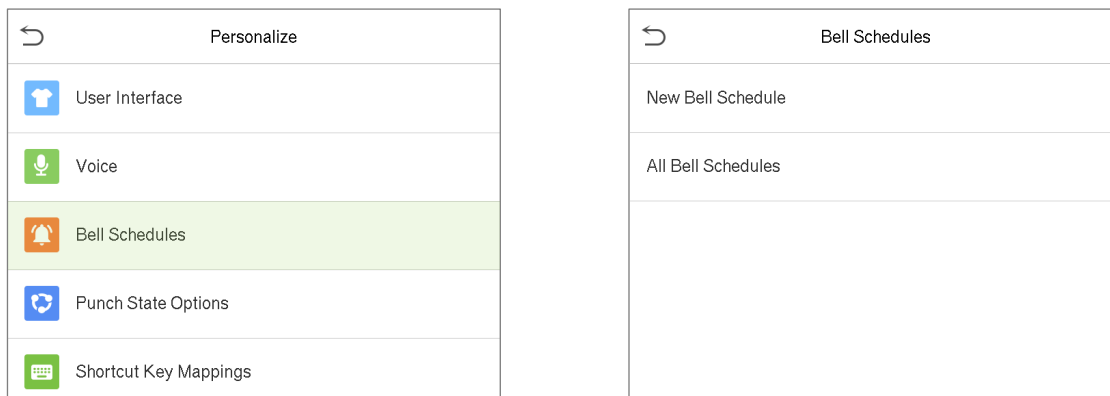 Personalize
User Interface
Voice
Bell Schedules
Punch State Options
Shortcut Key Mappings
Bell Schedules
New Bell Schedule
All Bell Schedules